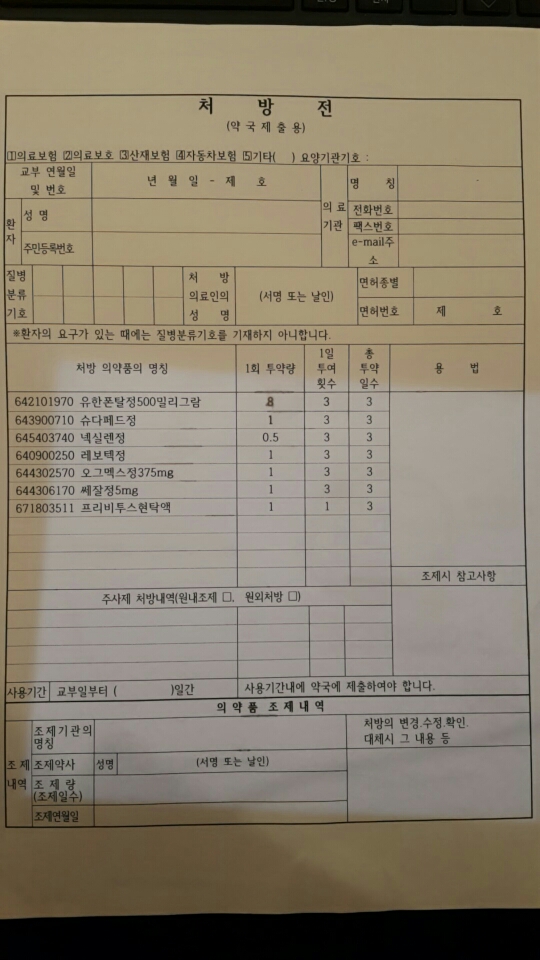 처 방 전
(약 국 제 출 용)
1의료보험 2의료보호 3산재보험 4자동차보험 5기타( ) 요양기관기호 :
교부 연월일 및 번호
년 월 일 - 제 호
의 료 기관
명 칭
전화번호
팩스번호
e-mail주소
환자
성 명
주민등록번호
질병 분류 기호
처 방 의료인의 성 명
(서명 또는 날인)
면허종별
면허번호
제 호
※환자의 요구가 있는 때에는 질병분류기호를 기재하지 아니합니다.
처방 의약품의 명칭 1회 투약량 1일 투여 횟수 총 투약 일수 용 법
642101970 유한폰탈정500밀리그람 3 3
643900710 슈다페드정 1 3 3
645403740 넥실렌정 0.5 3 3
640900250 레보텍정 1 3 3
644302570 오그멕스정375mg 1 3 3
644306170 쎄잘정5mg 1 3 3
671803511 프리비투스현탁액 1 1 3
조제시 참고사항
주사제 처방내역(원내조제 □, 원외처방 □)
사용기간 교부일부터 ( )일간 사용기간내에 약국에 제출하여야 합니다.
의 약 품 조 제 내 역
조 제 내역
조제기관의 명칭
처방의 변경.수정.확인. 대체시 그 내용 등
조제약사 성명 (서명 또는 날인)
조 제 량 (조제일수)
조제연월일